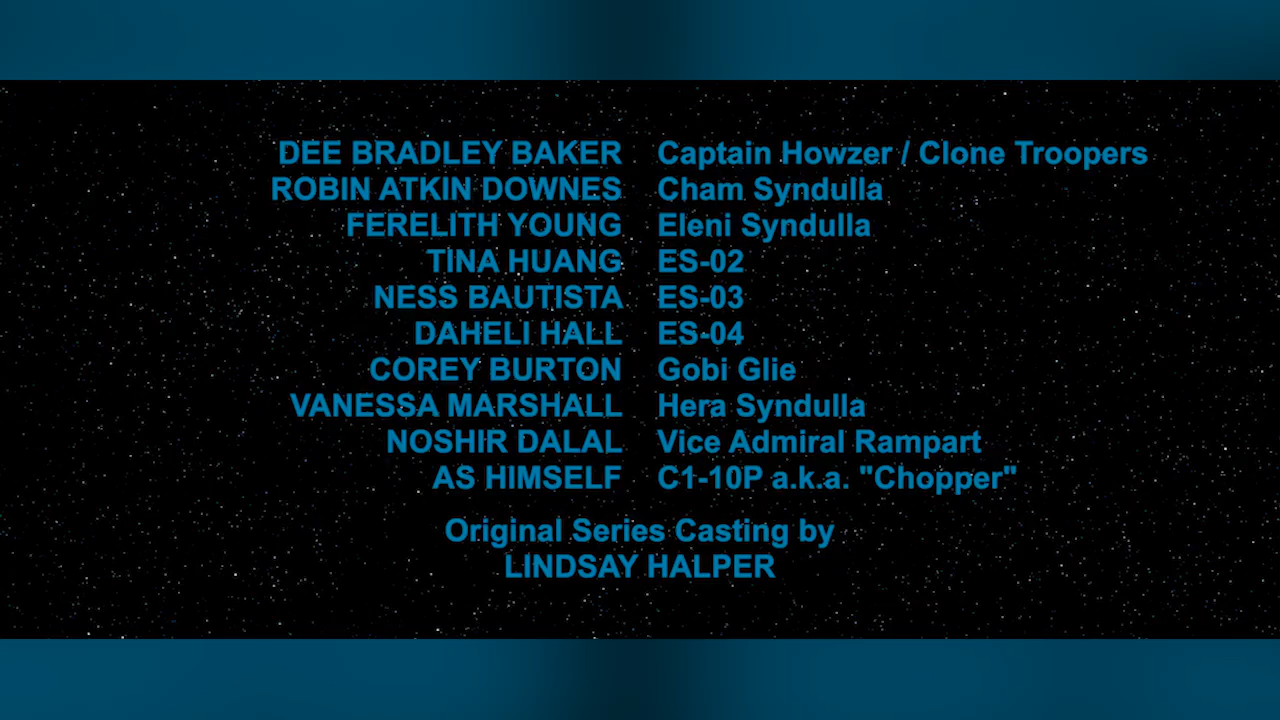 DEE BRADLEY BAKER Captain Howzer / Clone Troopers
ROBIN ATKIN DOWNES Cham Syndulla
FERELITH YOUNG Eleni Syndulla
TINA HUANG ES-02
NESS BAUTISTA ES-03
DAHELI HALL ES-04
COREY BURTON Gobi Glie
VANESSA MARSHALL Hera Syndulla
NOSHIR DALAL Vice Admiral Rampart
AS HIMSELF C1-10P a.k.a. "Chopper"
Original Series Casting by
LINDSAY HALPER